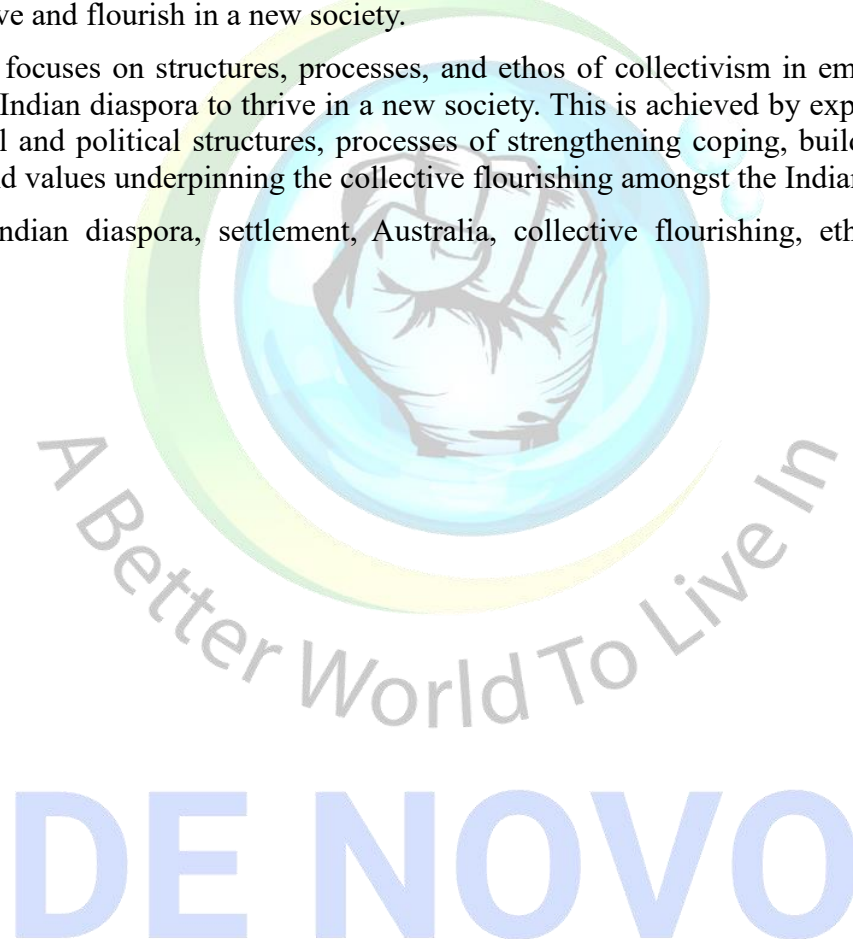 ve and flourish in a new society.
focuses on structures, processes, and ethos of collectivism in em
Indian diaspora to thrive in a new society. This is achieved by exp
l and political structures, processes of strengthening coping, build
d values underpinning the collective flourishing amongst the Indian
ndian diaspora, settlement, Australia, collective flourishing, eth
A Better World To Live In
DE NOVO